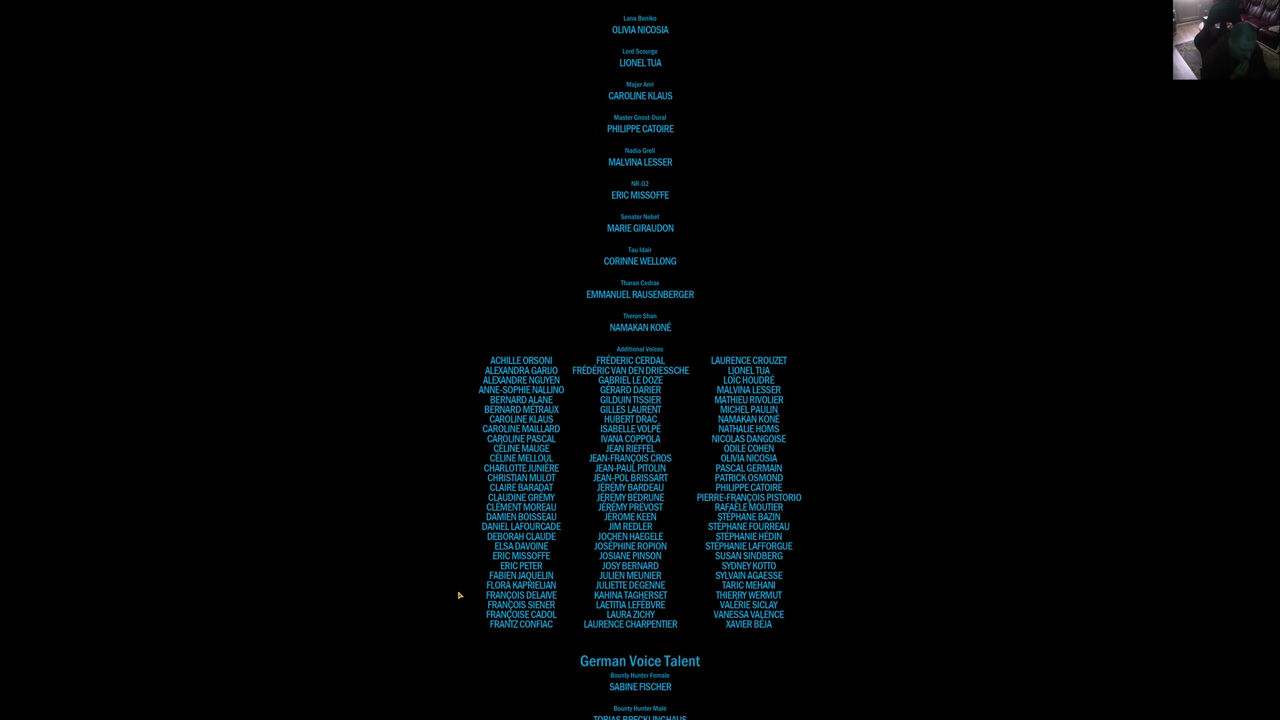 Lana Beniko
OLIVIA NICOSIA
Lord Scourge
LIONEL TUA
Major Anri
CAROLINE KLAUS
Master Gnost-Dural
PHILIPPE CATOIRE
Nadia Grell
MALVINA LESSER
NR-02
ERIC MISSOFFE
Senator Nebet
MARIE GIRAUDON
Tau Idair
CORINNE WELLONG
Tharan Cedrax
EMMANUEL RAUSENBERGER
Theron Shan
NAMAKAN KONÉ
Additional Voices
ACHILLE ORSONI FRÉDERIC CERDAL LAURENCE CROUZET
ALEXANDRA GARIJO FRÉDÉRIC VAN DEN DRIESSCHE LIONEL TUA
ALEXANDRE NGUYEN GABRIEL LE DOZE LOÏC HOUDRÉ
ANNE-SOPHIE NALLINO GÉRARD DARIER MALVINA LESSER
BERNARD ALANE GILDUIN TISSIER MATHIEU RIVOLIER
BERNARD MÉTRAUX GILLES LAURENT MICHEL PAULIN
CAROLINE KLAUS HUBERT DRAC NAMAKAN KONÉ
CAROLINE MAILLARD ISABELLE VOLPÉ NATHALIE HOMS
CAROLINE PASCAL IVANA COPPOLA NICOLAS DANGOISE
CÉLINE MAUGE JEAN RIEFFEL ODILE COHEN
CÉLINE MELLOUL JEAN-FRANÇOIS CROS OLIVIA NICOSIA
CHARLOTTE JUNIÈRE JEAN-PAUL PITOLIN PASCAL GERMAIN
CHRISTIAN MULOT JEAN-POL BRISSART PATRICK OSMOND
CLAIRE BARADAT JÉRÉMY BARDEAU PHILIPPE CATOIRE
CLAUDINE GRÉMY JÉRÉMY BÉDRUNE PIERRE-FRANÇOIS PISTORIO
CLÉMENT MOREAU JÉRÉMY PREVOST RAFAÈLE MOUTIER
DAMIEN BOISSEAU JÉROME KEEN STÉPHANE BAZIN
DANIEL LAFOURCADE JIM REDLER STÉPHANE FOURREAU
DEBORAH CLAUDE JOCHEN HAEGELE STÉPHANIE HÉDIN
ELSA DAVOINE JOSÉPHINE ROPION STÉPHANIE LAFFORGUE
ERIC MISSOFFE JOSIANE PINSON SUSAN SINDBERG
ERIC PETER JOSY BERNARD SYDNEY KOTTO
FABIEN JAQUELIN JULIEN MEUNIER SYLVAIN AGAËSSE
FLORA KAPRIELIAN JULIETTE DEGENNE TARIC MEHANI
FRANÇOIS DELAIVE KAHINA TAGHERSET THIERRY WERMUT
FRANÇOIS SIENER LAETITIA LEFÈBVRE VALÉRIE SICLAY
FRANÇOISE CADOL LAURA ZICHY VANESSA VALENCE
FRANTZ CONFIAC LAURENCE CHARPENTIER XAVIER BÉJA
German Voice Talent
Bounty Hunter Female
SABINE FISCHER
Bounty Hunter Male
TOBIAS BRECKLINGHAUS